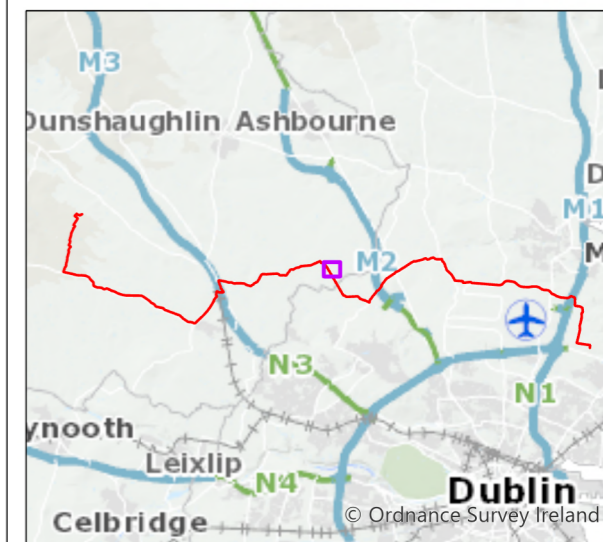 M3
Dunshaughlin Ashbourne
M1
M2
N3
N1
ynooth
Leixlip
N4
Dublin
© Ordnance Survey Ireland
Celbridge